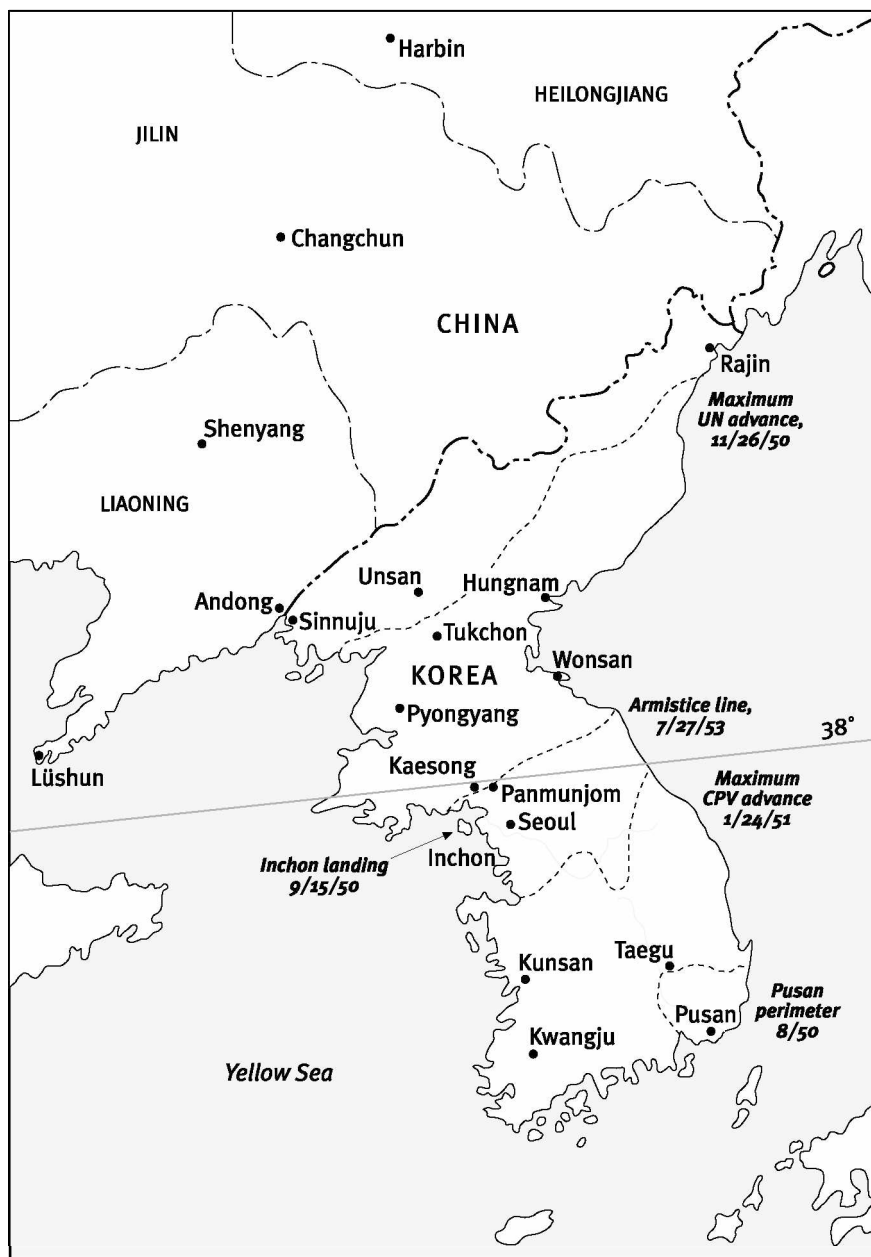 Harbin
HEILONGJIANG
JILIN
Changchun
CHINA
Rajin
Maximum
UN advance,
11/26/50
Shenyang
LIAONING
Unsan
Hungnam
Andong
Sinnuju
Tukchon
Wonsan
KOREA
Pyongyang
Armistice line,
7/27/53
38°
Lüshun
Kaesong
Panmunjom
Maximum
CPV advance
1/24/51
Seoul
Inchon
Inchon landing
9/15/50
Kunsan
Taegu
Pusan
perimeter
8/50
Pusan
Kwangju
Yellow Sea